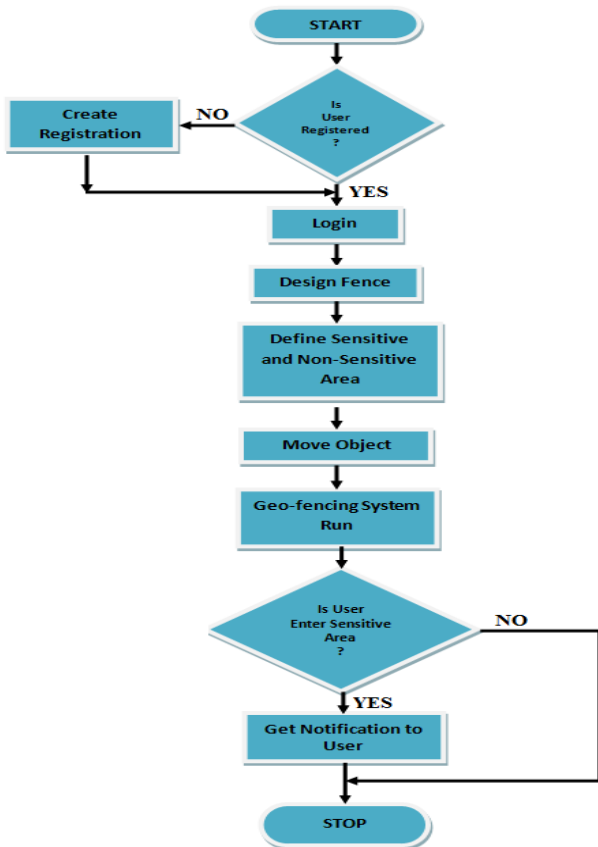 START
Is
User
Registered
?
NO
Create
Registration
YES
Login
Design Fence
Define Sensitive
and Non-Sensitive
Area
Move Object
Geo-fencing System
Run
Is User
Enter Sensitive
Area
?
NO
YES
Get Notification to
User
STOP